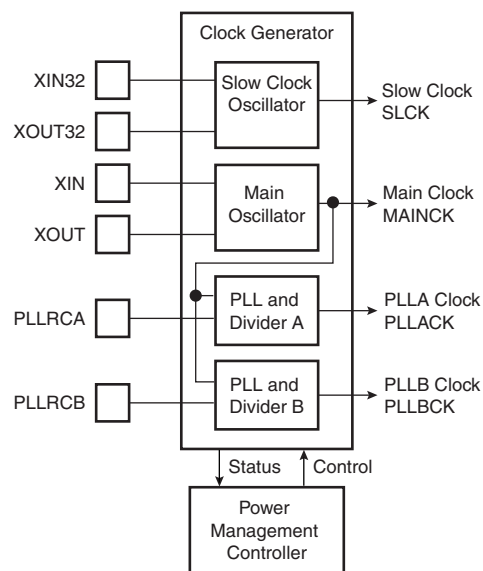 Clock Generator
XIN32
Slow Clock
Oscillator
Slow Clock
SLCK
XOUT32
XIN
Main
Oscillator
Main Clock
MAINCK
XOUT
PLLRCA
PLL and
Divider A
PLLA Clock
PLLACK
PLLRCB
PLL and
Divider B
PLLB Clock
PLLBCK
Status
Control
Power
Management
Controller